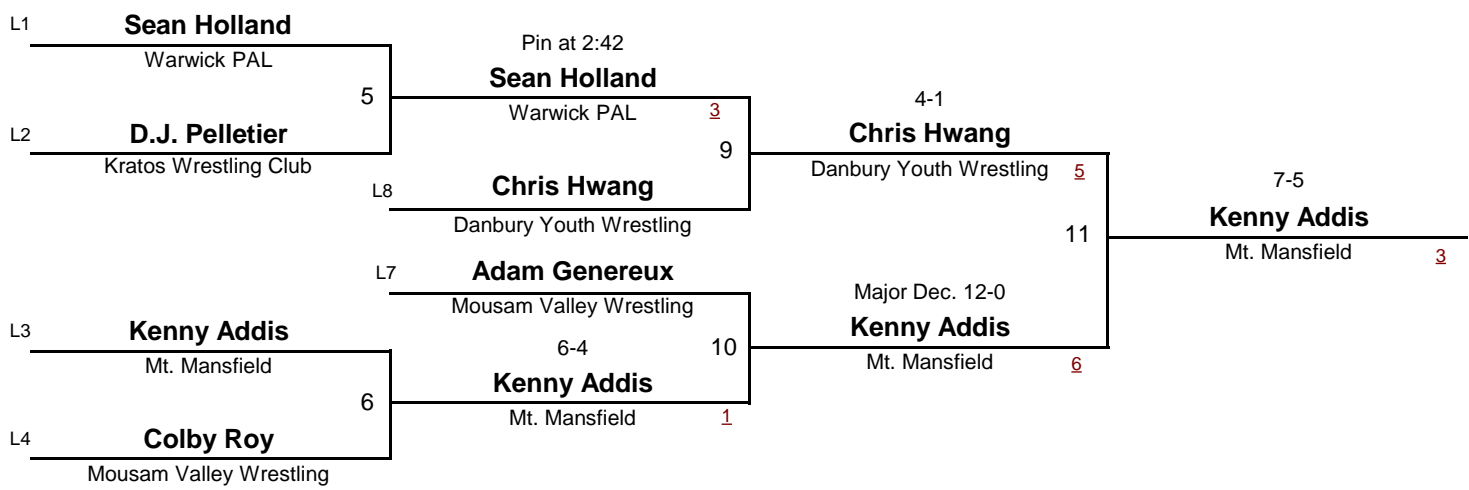 L1
Sean Holland
Warwick PAL
5
L2
D.J. Pelletier
Kratos Wrestling Club
Pin at 2:42
Sean Holland
Warwick PAL
3
9
L8
Chris Hwang
Danbury Youth Wrestling
4-1
Chris Hwang
Danbury Youth Wrestling
5
L7
Adam Genereux
Mousam Valley Wrestling
L3
Kenny Addis
Mt. Mansfield
6
L4
Colby Roy
Mousam Valley Wrestling
6-4
Kenny Addis
Mt. Mansfield
1
10
Major Dec. 12-0
Kenny Addis
Mt. Mansfield
6
11
7-5
Kenny Addis
Mt. Mansfield
3